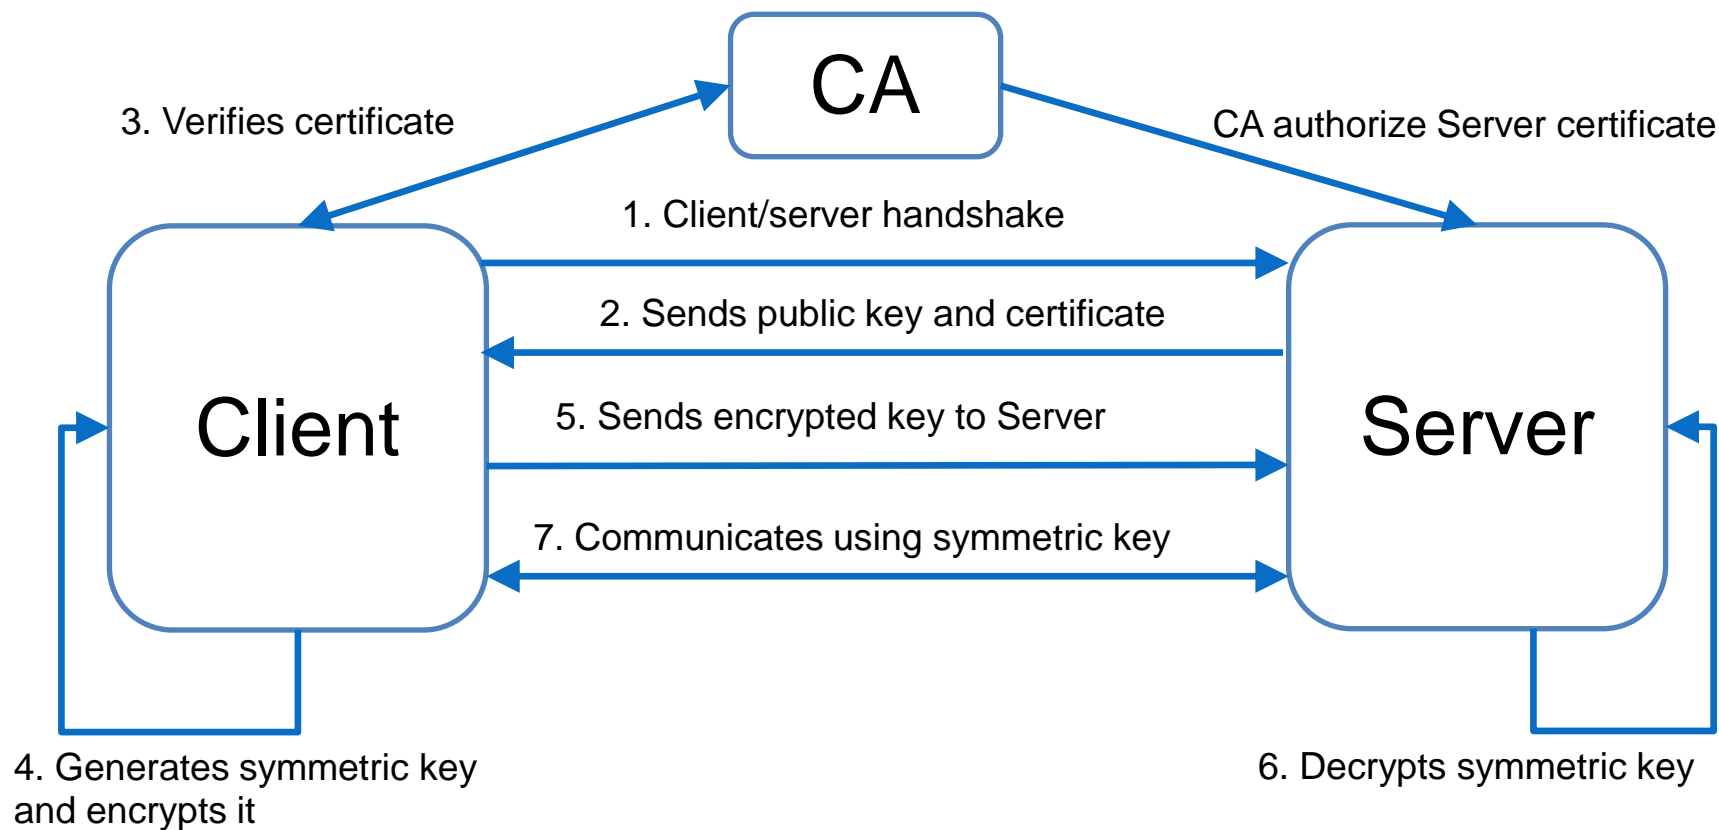 CA
3. Verifies certificate
CA authorize Server certificate
1. Client/server handshake
2. Sends public key and certificate
Client
5. Sends encrypted key to Server
Server
7. Communicates using symmetric key
4. Generates symmetric key
and encrypts it
6. Decrypts symmetric key